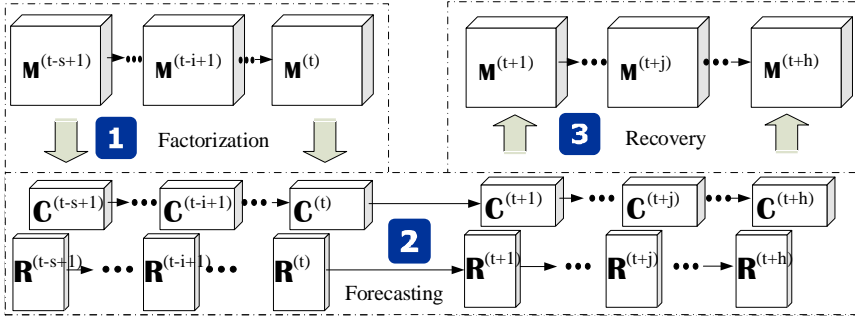 M(t-s+1) ... M(t-i+1) ... M(t) M(t+1) ... M(t+j) ... M(t+h)
1 Factorization 3 Recovery
C(t-s+1) ... C(t-i+1) ... C(t) C(t+1) ... C(t+j) ... C(t+h)
2
R(t-s+1) ... R(t-i+1) ... R(t) R(t+1) ... R(t+j) ... R(t+h)
Forecasting